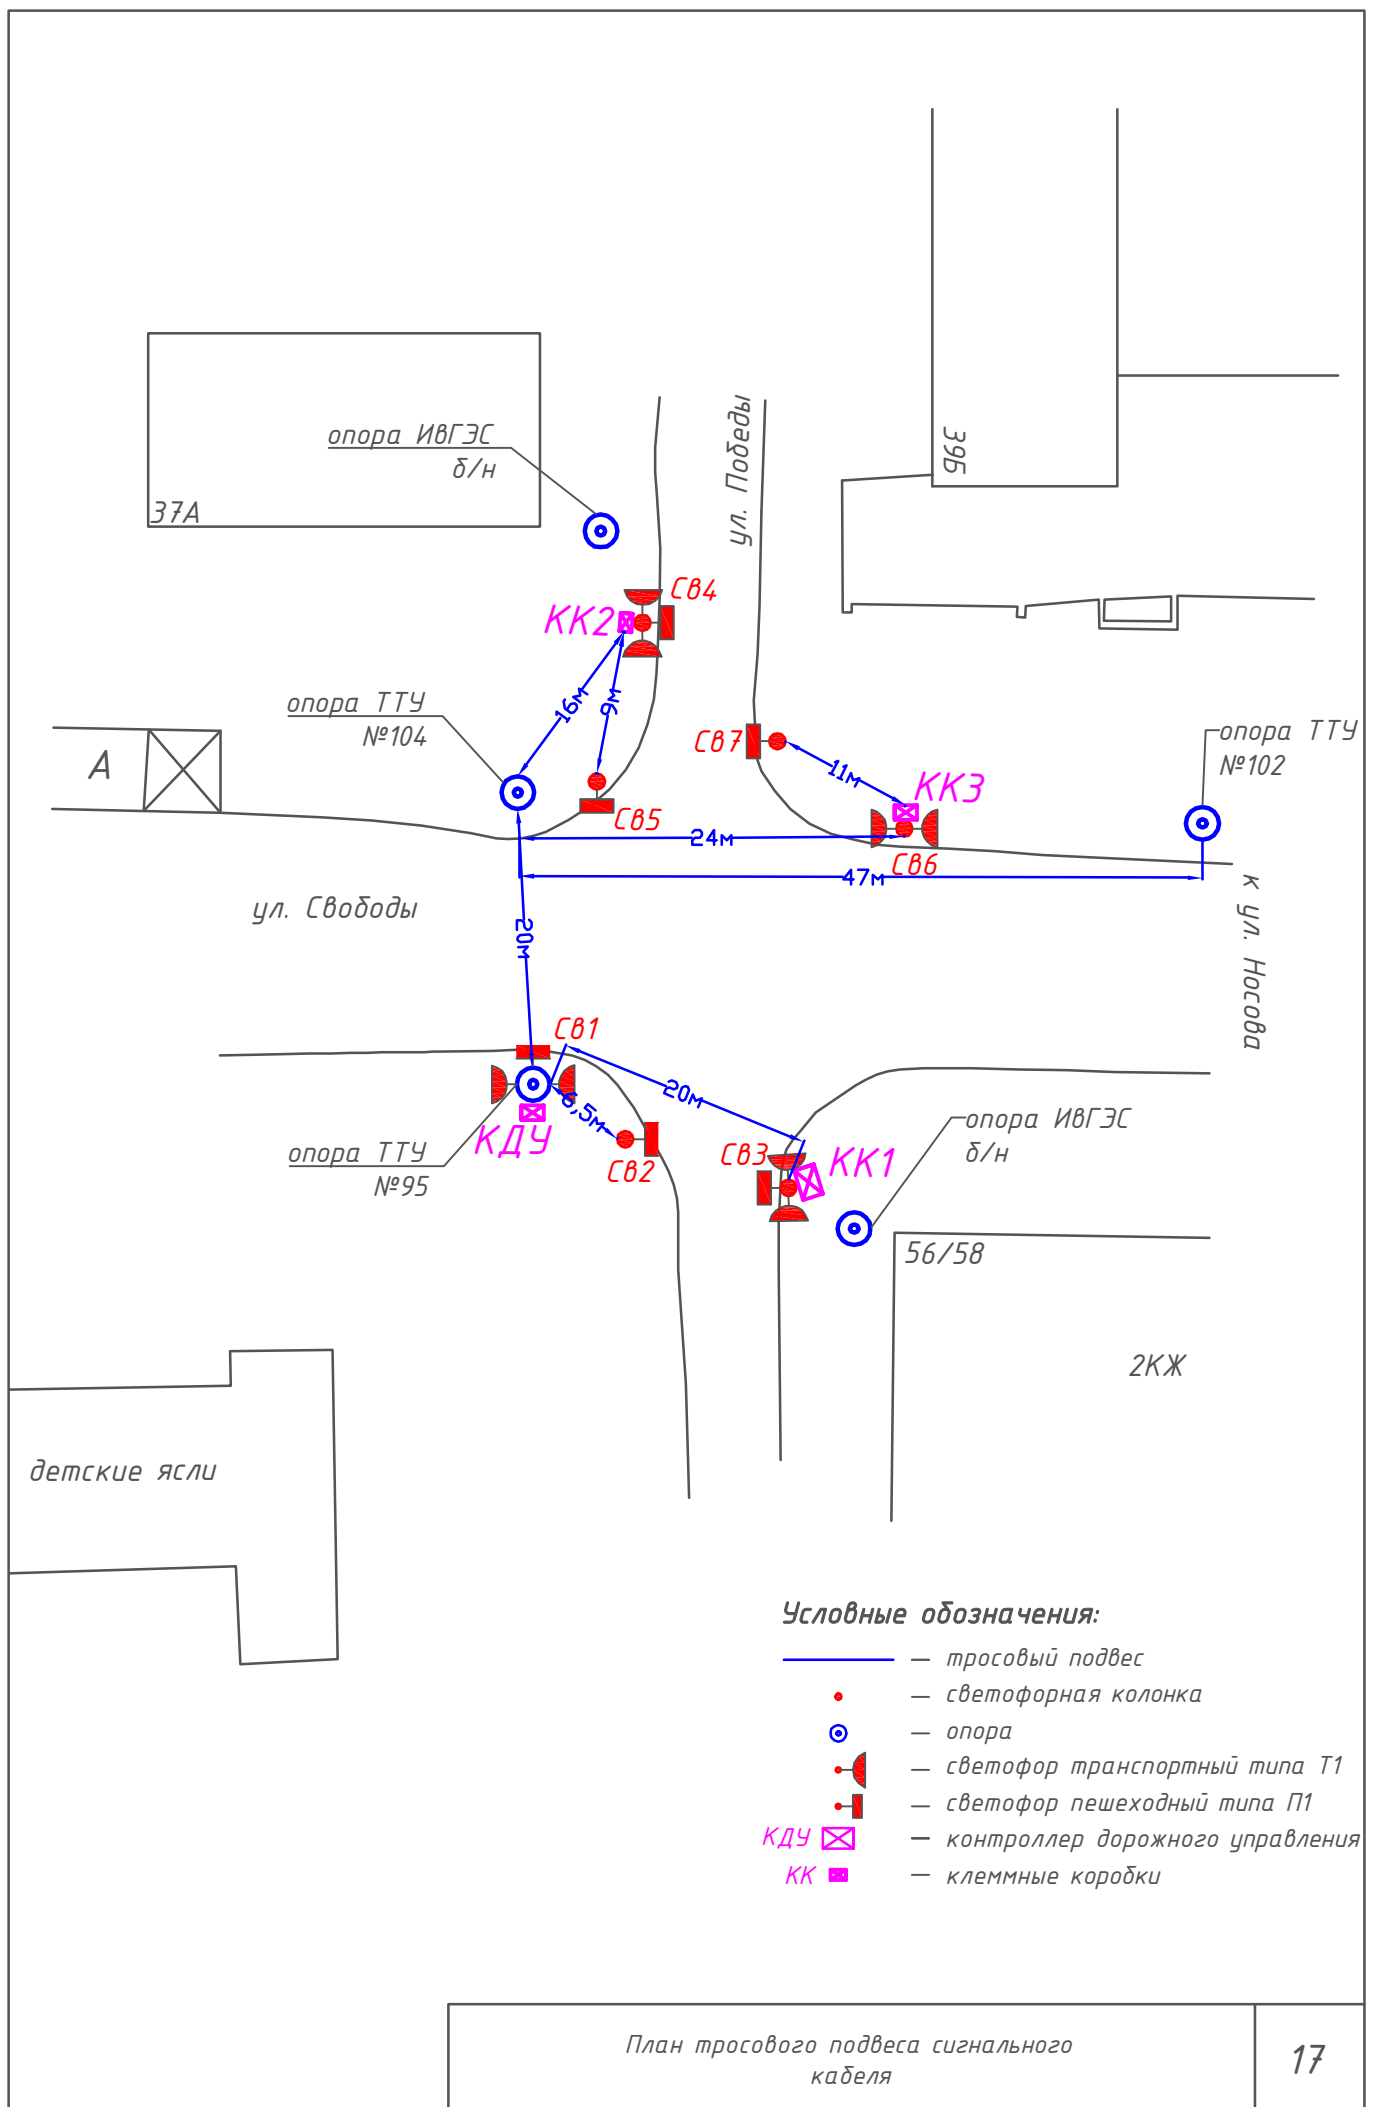 39Б
ул. Победы
опора ИвГЭС
б/н
37А
Св4
КК2
16м
9м
опора ТТУ
№104
А
Св7
11м
КК3
опора ТТУ
№102
Св5
24м
Св6
47м
ул. Свободы
к ул. Носова
20м
Св1
20м
5,5м
КДУ
опора ТТУ
№95
Св2
Св3
КК1
опора ИвГЭС
б/н
56/58
2КЖ
детские ясли
Условные обозначения:
— тросовый подвес
— светофорная колонка
— опора
— светофор транспортный типа Т1
— светофор пешеходный типа П1
КДУ — контроллер дорожного управления
КК — клеммные коробки
План тросового подвеса сигнального
кабеля
17